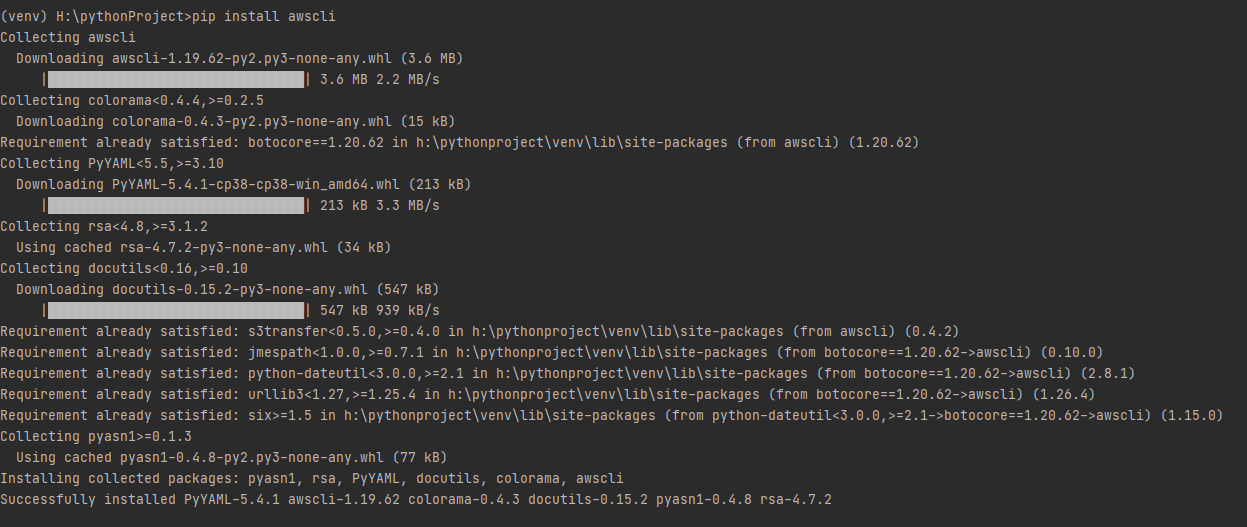 (venv) H:\pythonProject>pip install awscli
Collecting awscli
  Downloading awscli-1.19.62-py2.py3-none-any.whl (3.6 MB)
     |████████████████████████████████| 3.6 MB 2.2 MB/s
Collecting colorama<0.4.4,>=0.2.5
  Downloading colorama-0.4.3-py2.py3-none-any.whl (15 kB)
Requirement already satisfied: botocore==1.20.62 in h:\pythonproject\venv\lib\site-packages (from awscli) (1.20.62)
Collecting PyYAML<5.5,>=3.10
  Downloading PyYAML-5.4.1-cp38-cp38-win_amd64.whl (213 kB)
     |████████████████████████████████| 213 kB 3.3 MB/s
Collecting rsa<4.8,>=3.1.2
  Using cached rsa-4.7.2-py3-none-any.whl (34 kB)
Collecting docutils<0.16,>=0.10
  Downloading docutils-0.15.2-py3-none-any.whl (547 kB)
     |████████████████████████████████| 547 kB 939 kB/s
Requirement already satisfied: s3transfer<0.5.0,>=0.4.0 in h:\pythonproject\venv\lib\site-packages (from awscli) (0.4.2)
Requirement already satisfied: jmespath<1.0.0,>=0.7.1 in h:\pythonproject\venv\lib\site-packages (from botocore==1.20.62->awscli) (0.10.0)
Requirement already satisfied: python-dateutil<3.0.0,>=2.1 in h:\pythonproject\venv\lib\site-packages (from botocore==1.20.62->awscli) (2.8.1)
Requirement already satisfied: urllib3<1.27,>=1.25.4 in h:\pythonproject\venv\lib\site-packages (from botocore==1.20.62->awscli) (1.26.4)
Requirement already satisfied: six>=1.5 in h:\pythonproject\venv\lib\site-packages (from python-dateutil<3.0.0,>=2.1->botocore==1.20.62->awscli) (1.15.0)
Collecting pyasn1>=0.1.3
  Using cached pyasn1-0.4.8-py2.py3-none-any.whl (77 kB)
Installing collected packages: pyasn1, rsa, PyYAML, docutils, colorama, awscli
Successfully installed PyYAML-5.4.1 awscli-1.19.62 colorama-0.4.3 docutils-0.15.2 pyasn1-0.4.8 rsa-4.7.2